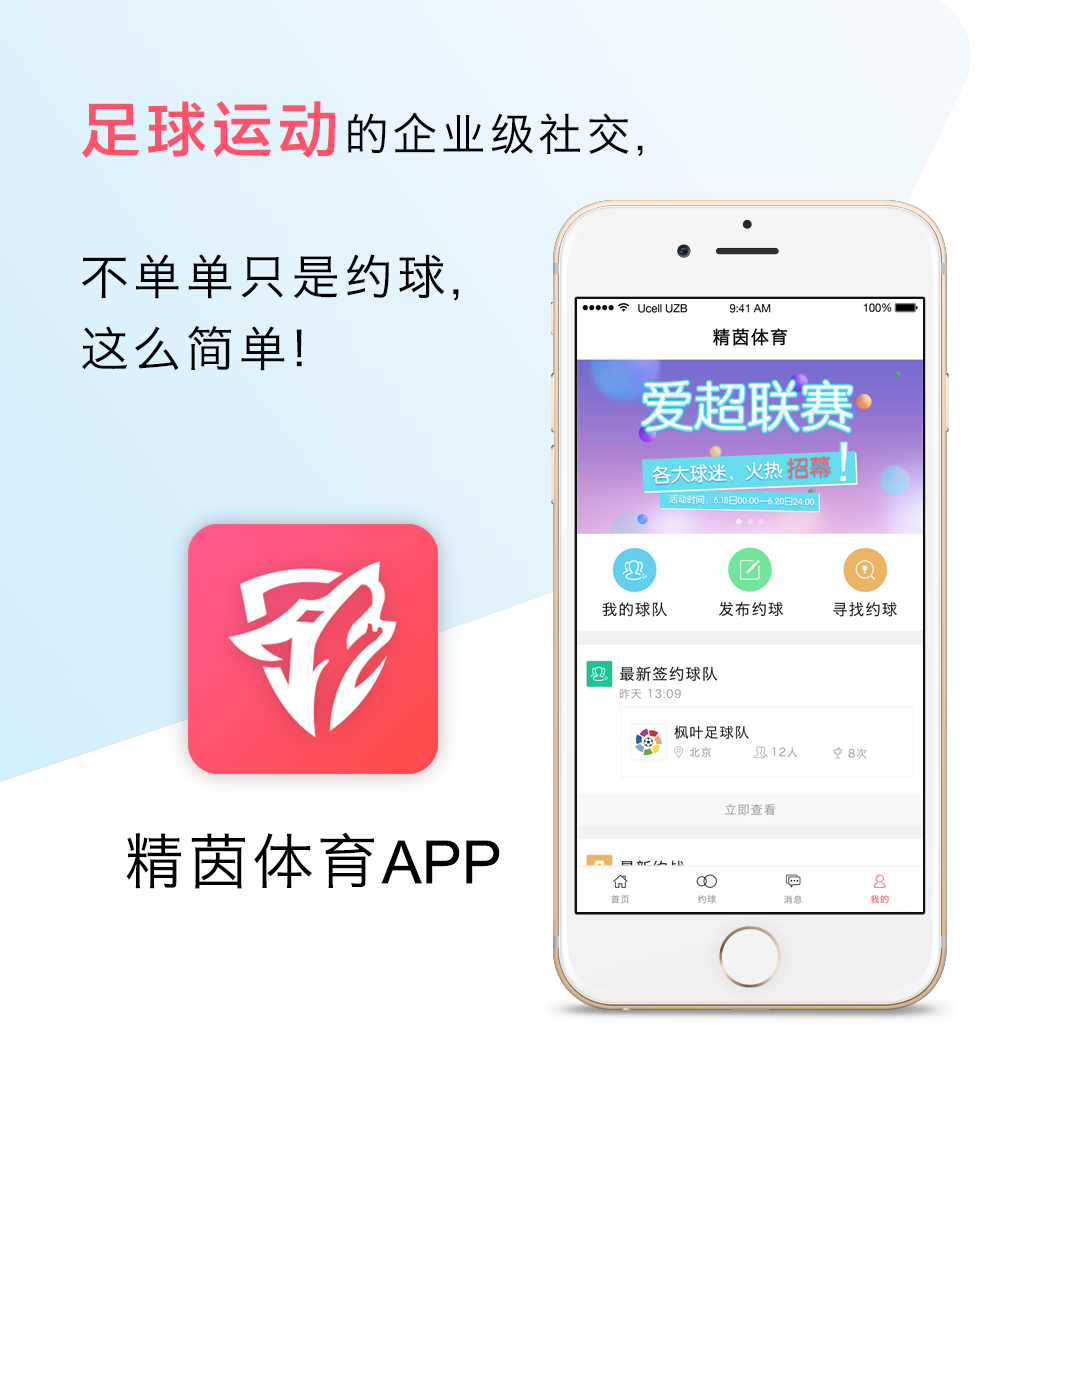 足球运动的企业级社交,
不单单只是约球,
这么简单!
精茵体育APP
Ucell UZB 9:41 AM 100%
精茵体育
爱超联赛
各大球迷，火热招募！
活动时间：6.18日00:00—6.20日24:00
我的球队 发布约球 寻找约球
最新签约球队
昨天 13:09
枫叶足球队
北京 12人 8次
立即查看
最新约战
首页 约球 消息 我的